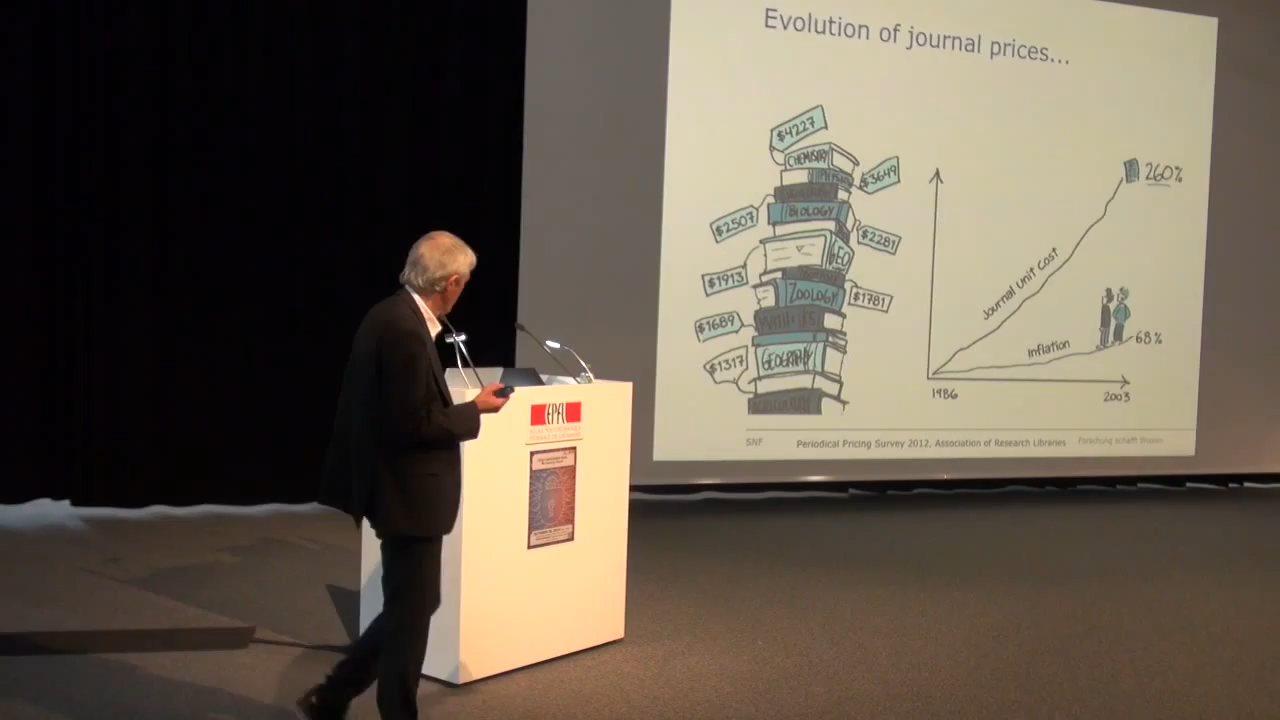 Evolution of journal prices...
$4227
CHEMISTRY
$3649
$2507
BIOLOGY
$2281
GEO
$1913
ZOOLOGY
$1781
$1689
GEOGRAPHY
$1317
260%
Journal Unit Cost
Inflation
68%
1986
2003
SNF
Periodical Pricing Survey 2012, Association of Research Libraries
Forschung schafft Wissen
EPFL